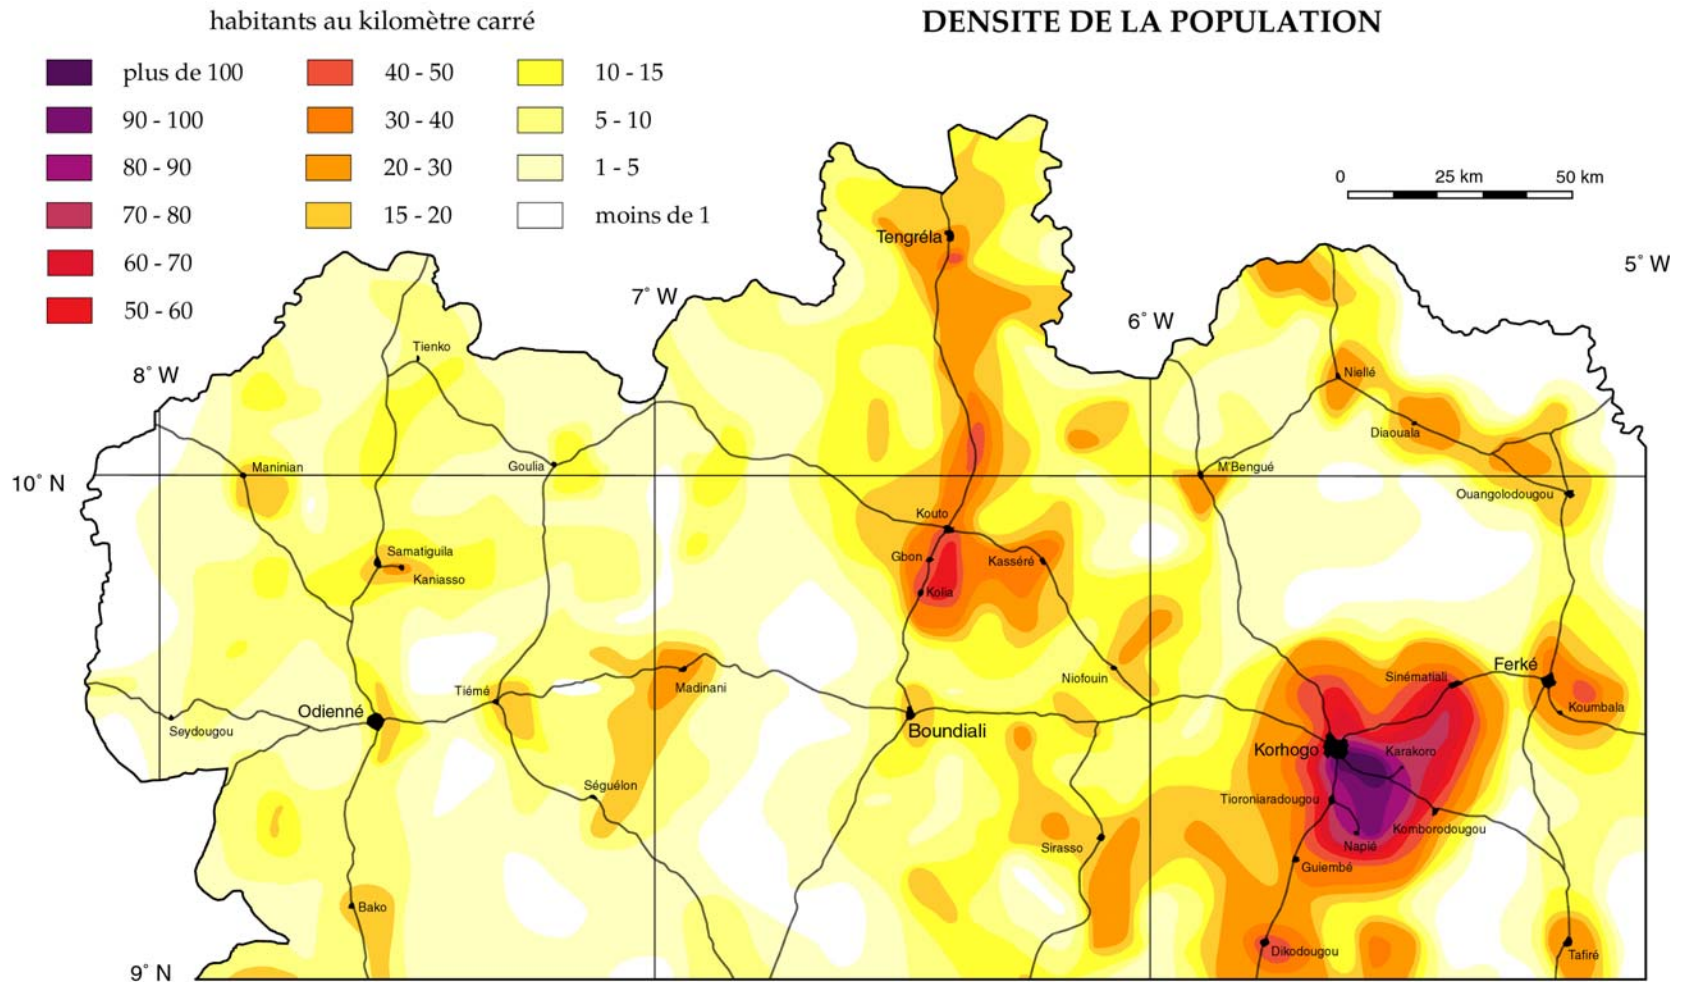 habitants au kilomètre carré
DENSITE DE LA POPULATION
plus de 100
40 - 50
10 - 15
90 - 100
30 - 40
5 - 10
80 - 90
20 - 30
1 - 5
70 - 80
15 - 20
moins de 1
60 - 70
50 - 60
0 25 km 50 km
Tengréla
5° W
7° W
6° W
Tienko
8° W
Niellé
Diaouala
Maninian
Goulia
M'Bengué
10° N
Ouangolodougou
Kouto
Samatiguila
Gbon
Kasséré
Kaniasso
Kolia
Ferké
Sinématiali
Niofouin
Madinani
Tiémé
Koumbala
Odienné
Seydougou
Boundiali
Korhogo
Karakoro
Séguélon
Tioroniaradougou
Komborodougou
Sirasso
Napié
Guiembé
Bako
Dikodougou
Tafiré
9° N